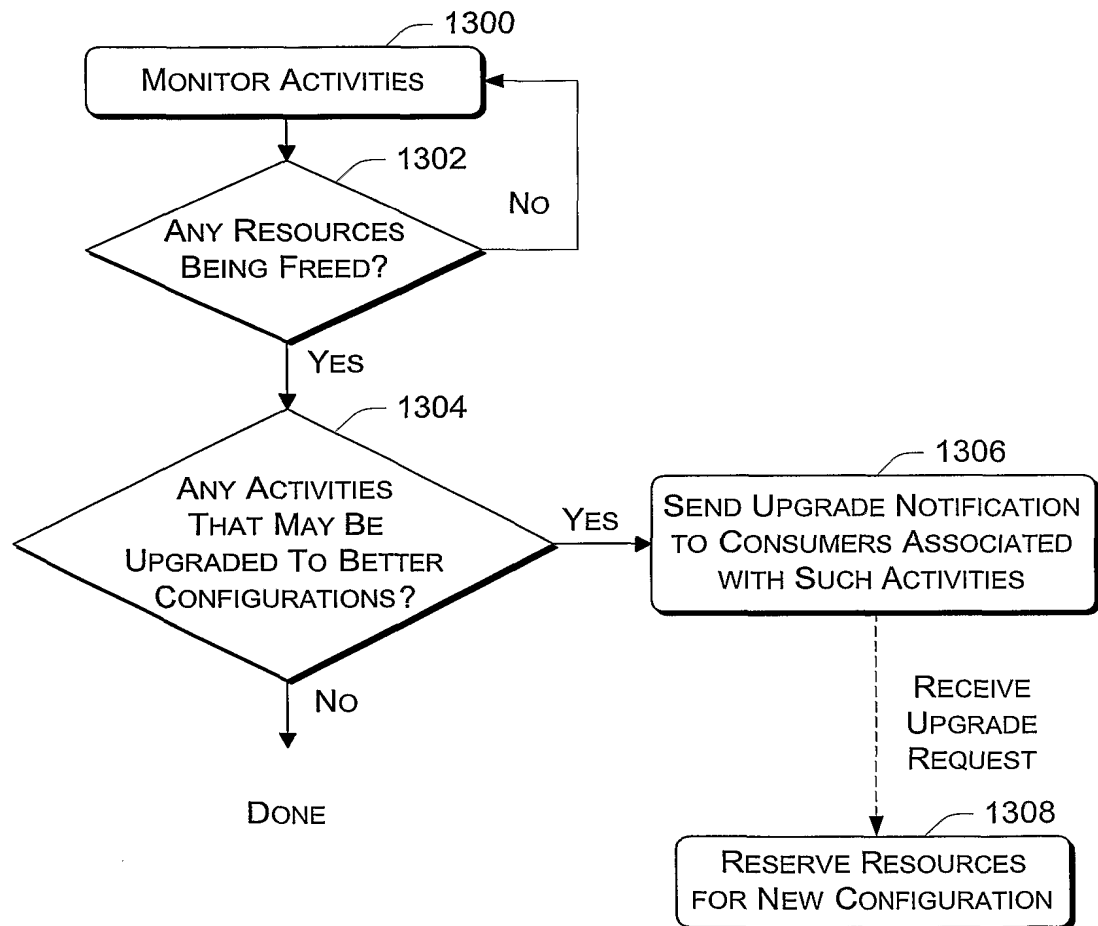 1300
MONITOR ACTIVITIES
1302
ANY RESOURCES
BEING FREED?
NO
YES
1304
ANY ACTIVITIES
THAT MAY BE
UPGRADED TO BETTER
CONFIGURATIONS?
YES
1306
SEND UPGRADE NOTIFICATION
TO CONSUMERS ASSOCIATED
WITH SUCH ACTIVITIES
NO
DONE
RECEIVE
UPGRADE
REQUEST
1308
RESERVE RESOURCES
FOR NEW CONFIGURATION